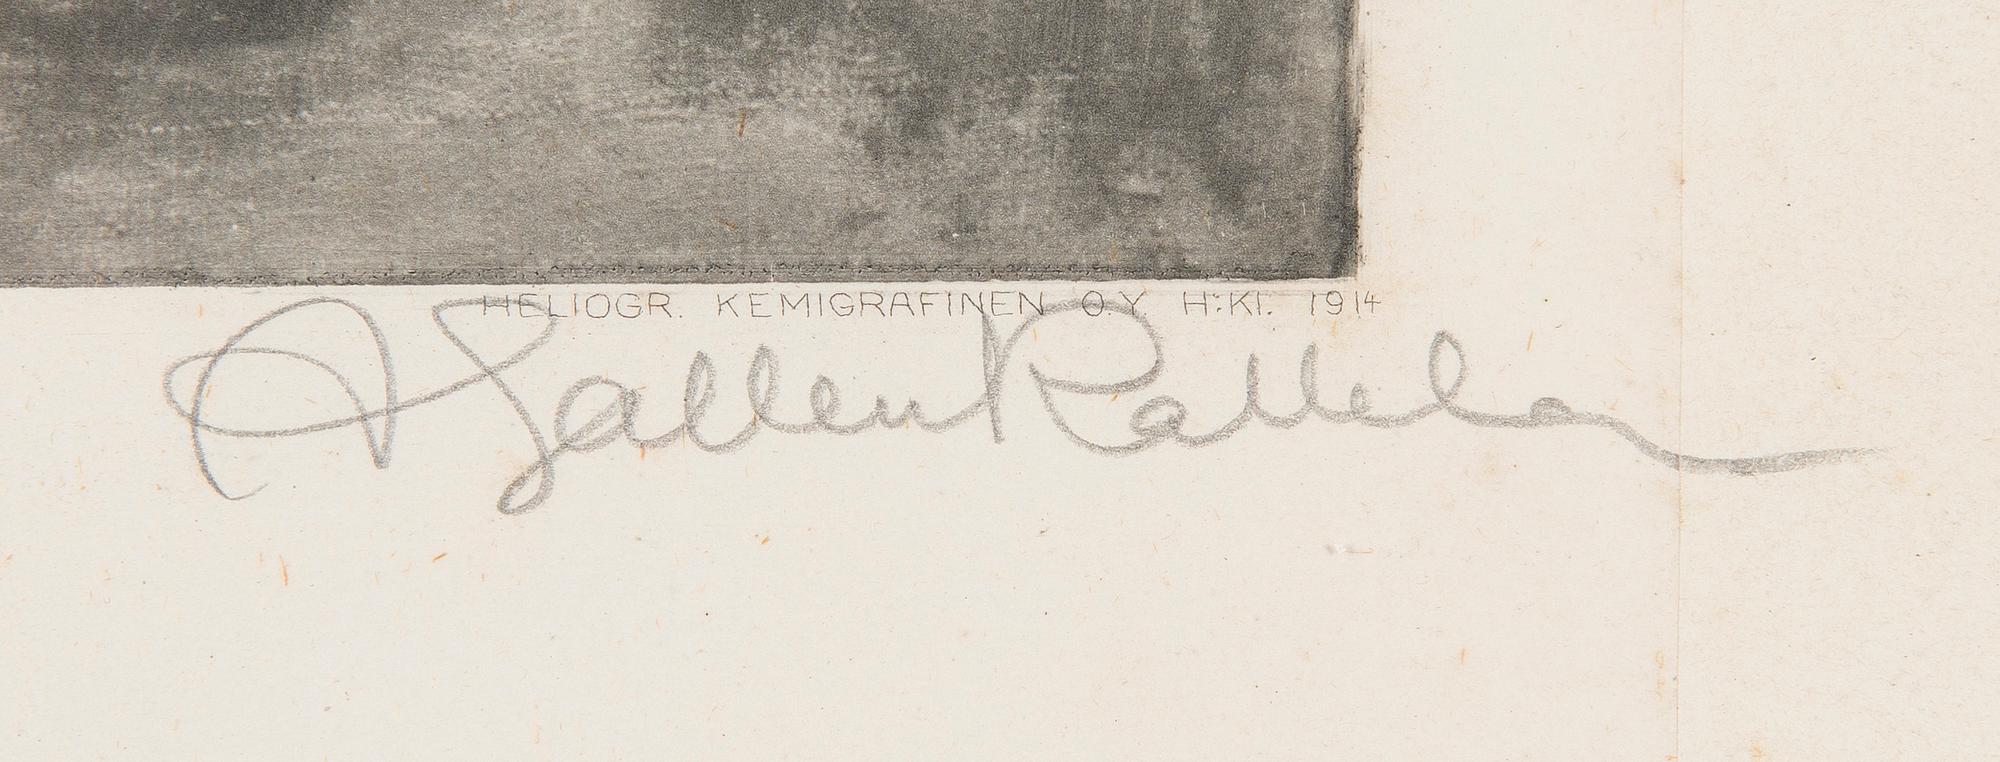 HELIOGR. KEMIGRAFINEN O.Y H:KI. 1914
A Gallen Kallela